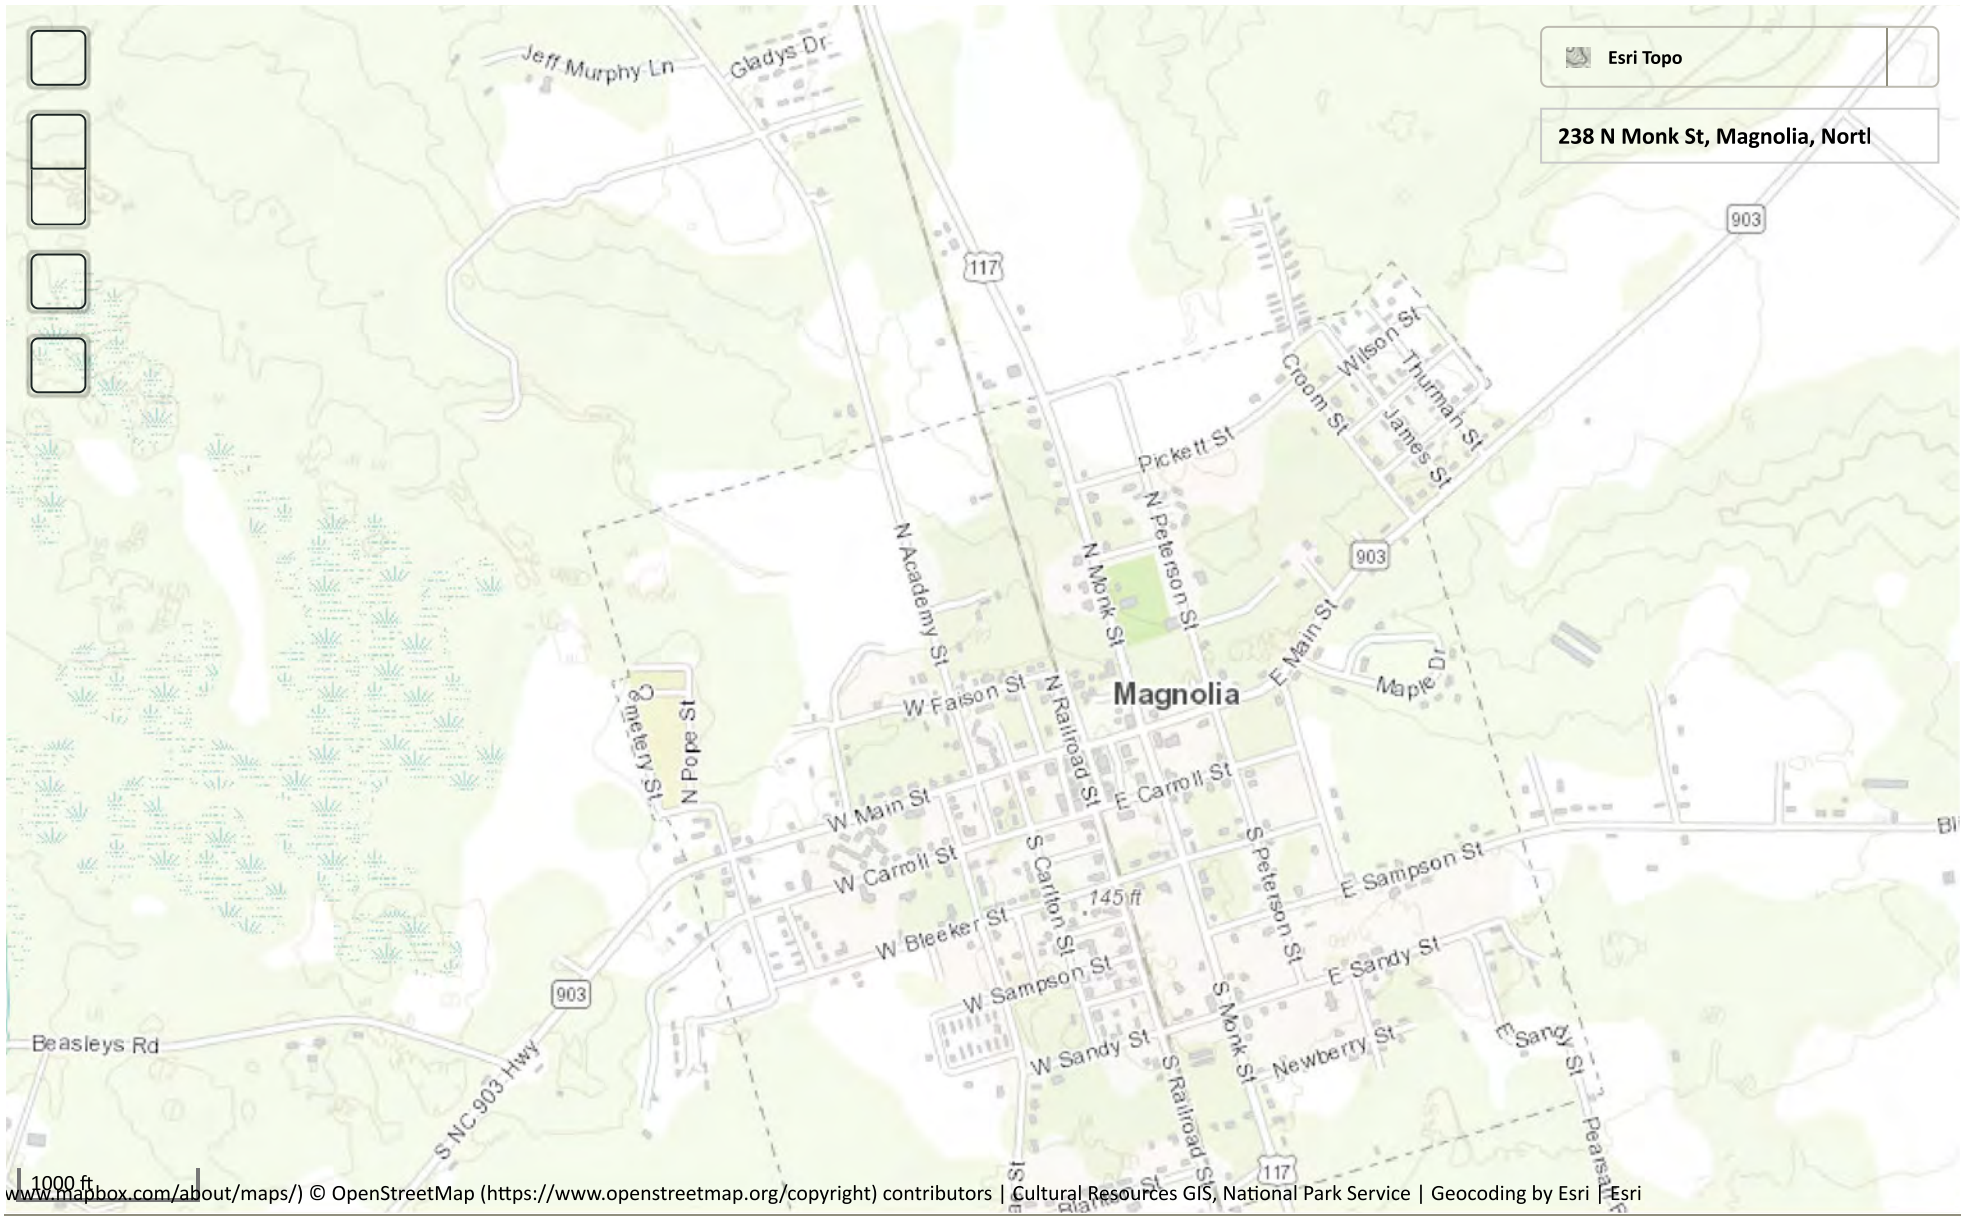 Jeff Murphy Ln
Gladys Dr
Esri Topo
238 N Monk St, Magnolia, Nortl
903
117
Wilson St
Croom St
Thurman St
James St
Pickett St
N Peterson St
903
N Academy St
N Monk St
E Main St
Maple Dr
W Faison St
N Railroad St
Magnolia
Cemetery St
N Pope St
W Main St
E Carroll St
W Carroll St
S Carlton St
S Peterson St
E Sampson St
145 ft
W Bleeker St
W Sampson St
E Sandy St
903
Beasleys Rd
S NC 903 Hwy
W Sandy St
S Monk St
Newberry St
E Sandy St
S Railroad St
117
1000 ft
www.mapbox.com/about/maps/) © OpenStreetMap (https://www.openstreetmap.org/copyright) contributors | Cultural Resources GIS, National Park Service | Geocoding by Esri | Esri